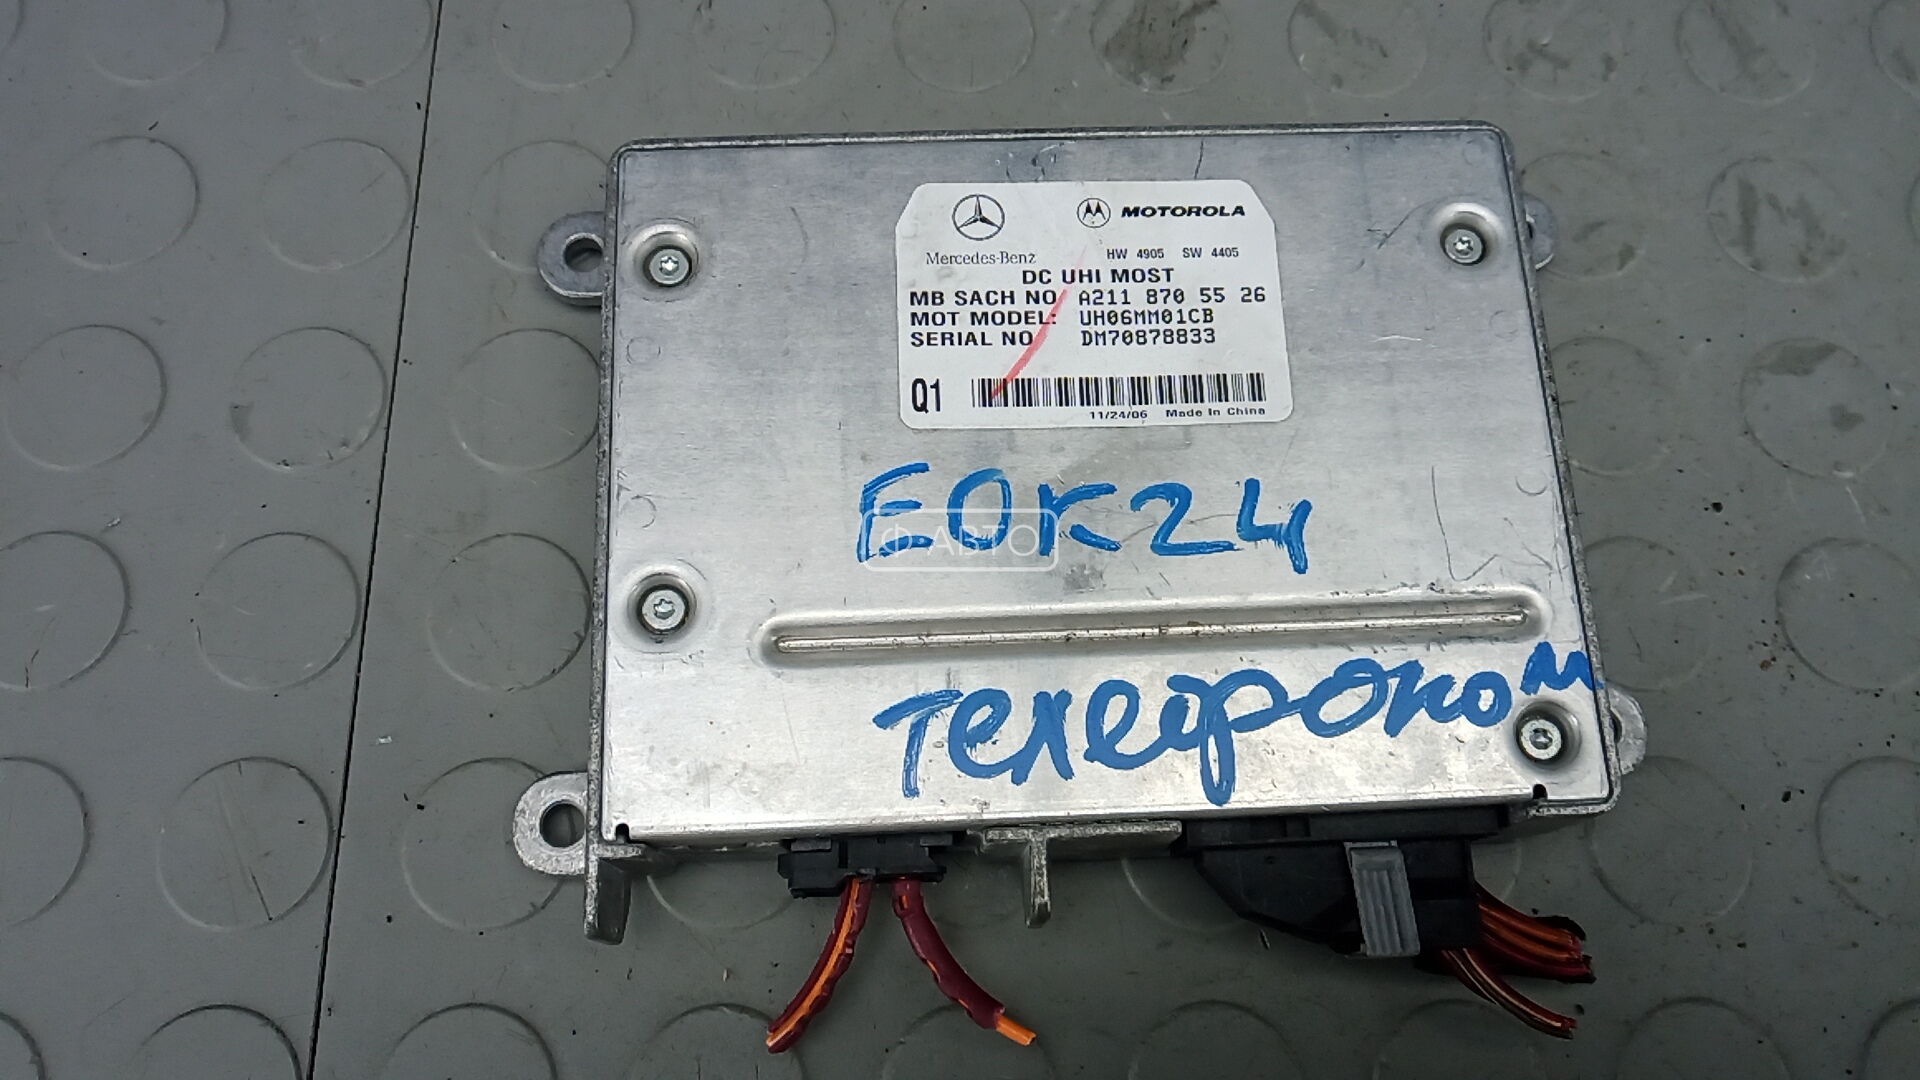 MOTOROLA
Mercedes-Benz HW 4905 SW 4405
DC UHI MOST
MB SACH NO. A211 870 55 26
MOT MODEL: UH06MM01CB
SERIAL NO DM70878833
Q1
11/24/06 Made In China
EOK24
Ф АВТО
Телефоном